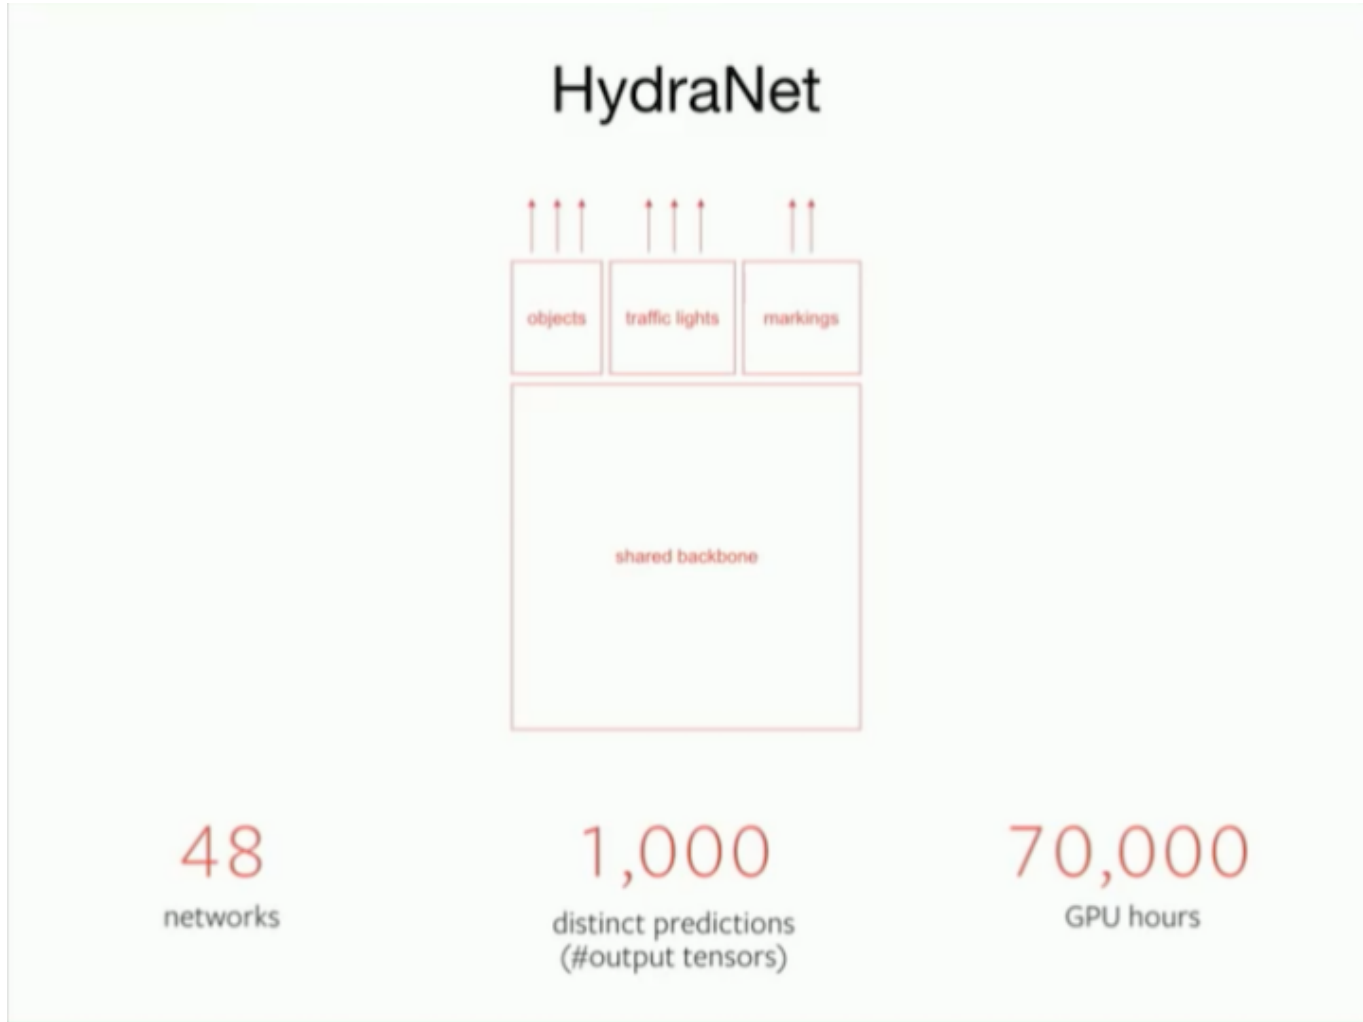 HydraNet
objects
traffic lights
markings
shared backbone
48
networks
1,000
distinct predictions
(#output tensors)
70,000
GPU hours